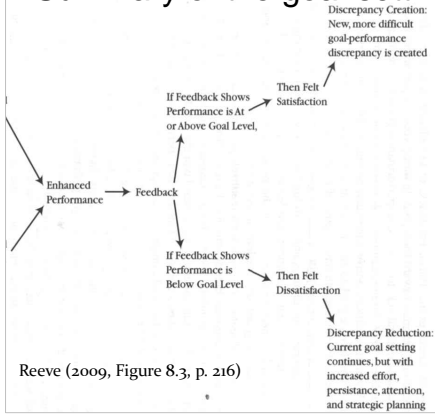 Discrepancy Creation:
New, more difficult
goal-performance
discrepancy is created
Then Felt
Satisfaction
If Feedback Shows
Performance is At
or Above Goal Level,
Enhanced
Performance
Feedback
If Feedback Shows
Performance is
Below Goal Level
Then Felt
Dissatisfaction
Discrepancy Reduction:
Current goal setting
continues, but with
increased effort,
persistance, attention,
and strategic planning
Reeve (2009, Figure 8.3, p. 216)